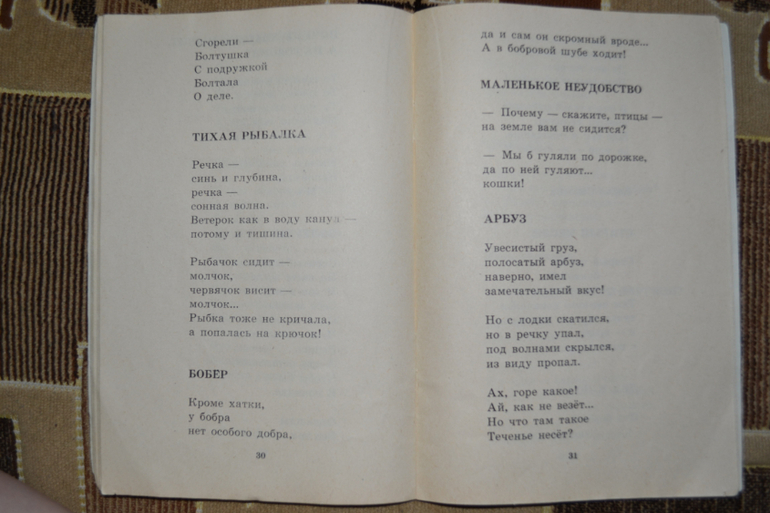 Сгорели —
Болтушка
С подружкой
Болтала
О деле.
ТИХАЯ РЫБАЛКА
Речка —
синь и глубина,
речка —
сонная волна.
Ветерок как в воду канул —
потому и тишина.
Рыбачок сидит —
молчок,
червячок висит —
молчок...
Рыбка тоже не кричала,
а попалась на крючок!
БОБЕР
Кроме хатки,
у бобра
нет особого добра,
30
да и сам он скромный вроде...
А в бобровой шубе ходит!
МАЛЕНЬКОЕ НЕУДОБСТВО
— Почему — скажите, птицы —
на земле вам не сидится?
— Мы б гуляли по дорожке,
да по ней гуляют...
кошки!
АРБУЗ
Увесистый груз,
полосатый арбуз,
наверно, имел
замечательный вкус!
Но с лодки скатился,
но в речку упал,
под волнами скрылся,
из виду пропал.
Ах, горе какое!
Ай, как не везёт...
Но что там такое
Теченье несёт?
31